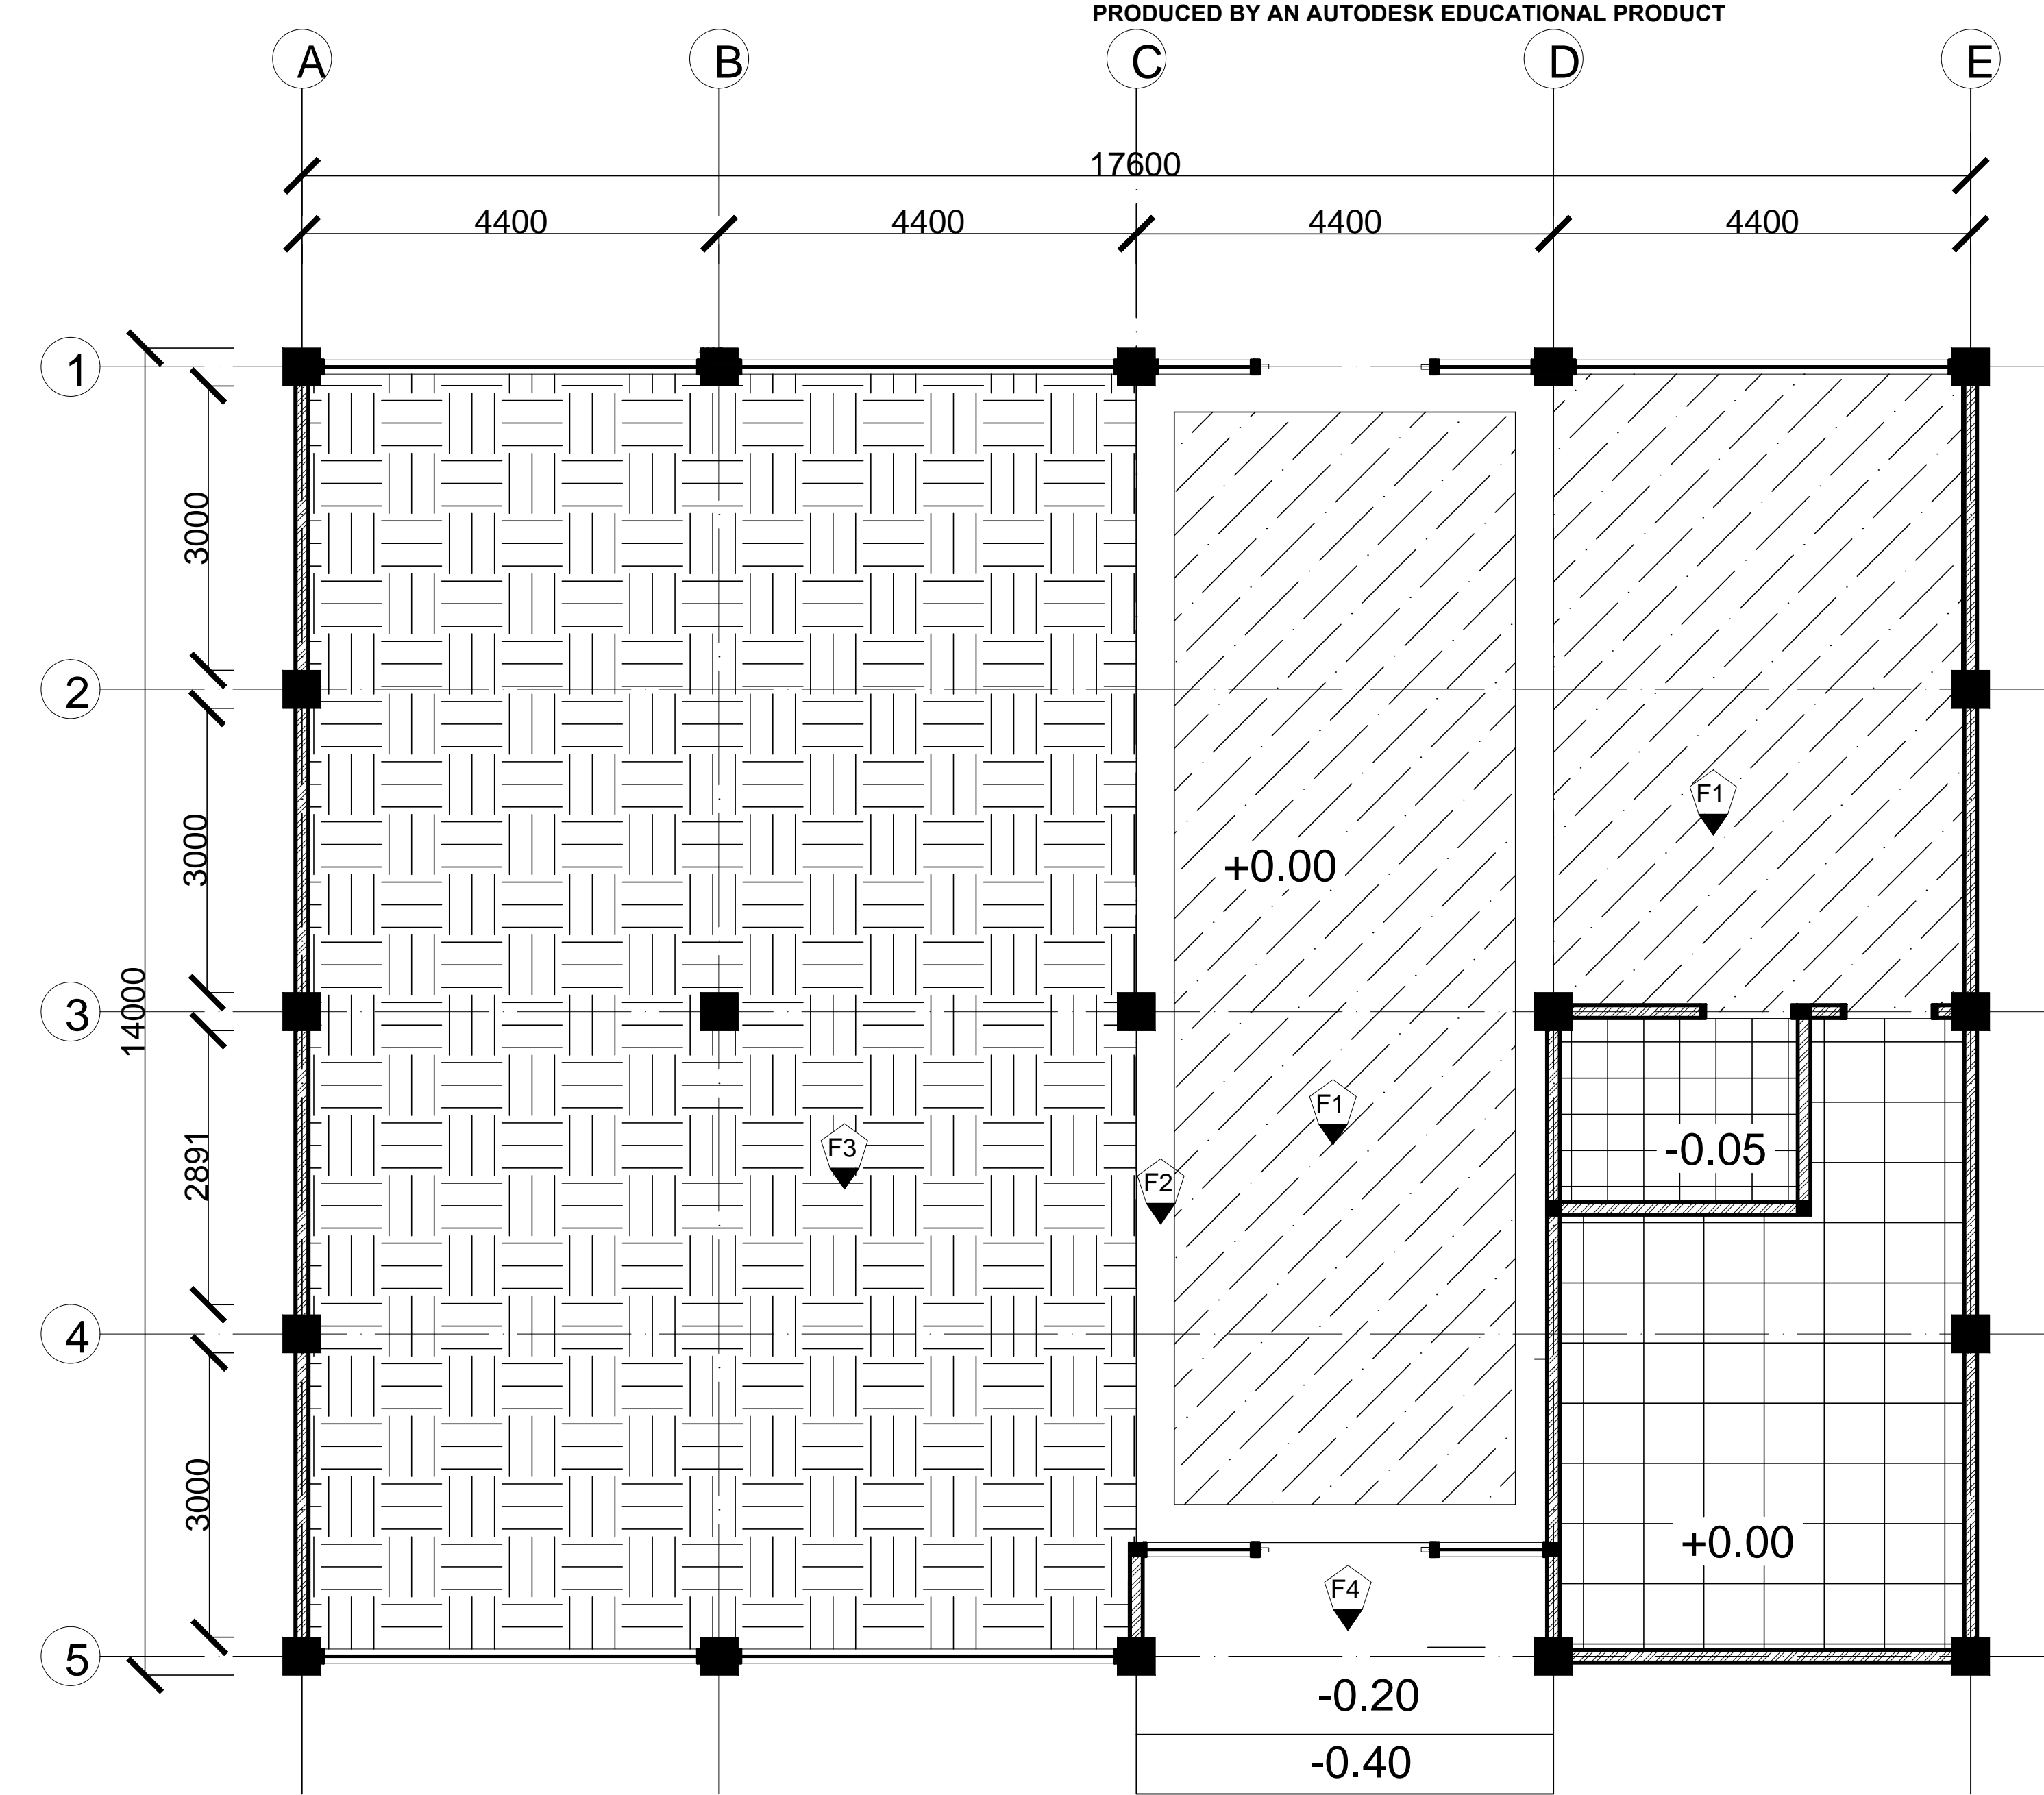 PRODUCED BY AN AUTODESK EDUCATIONAL PRODUCT
A B C D E
17600
4400 4400 4400 4400
1
3000
2
F1
3000
+0.00
3
14000
F1
F3
2891
-0.05
F2
4
3000
+0.00
F4
5
-0.20
-0.40